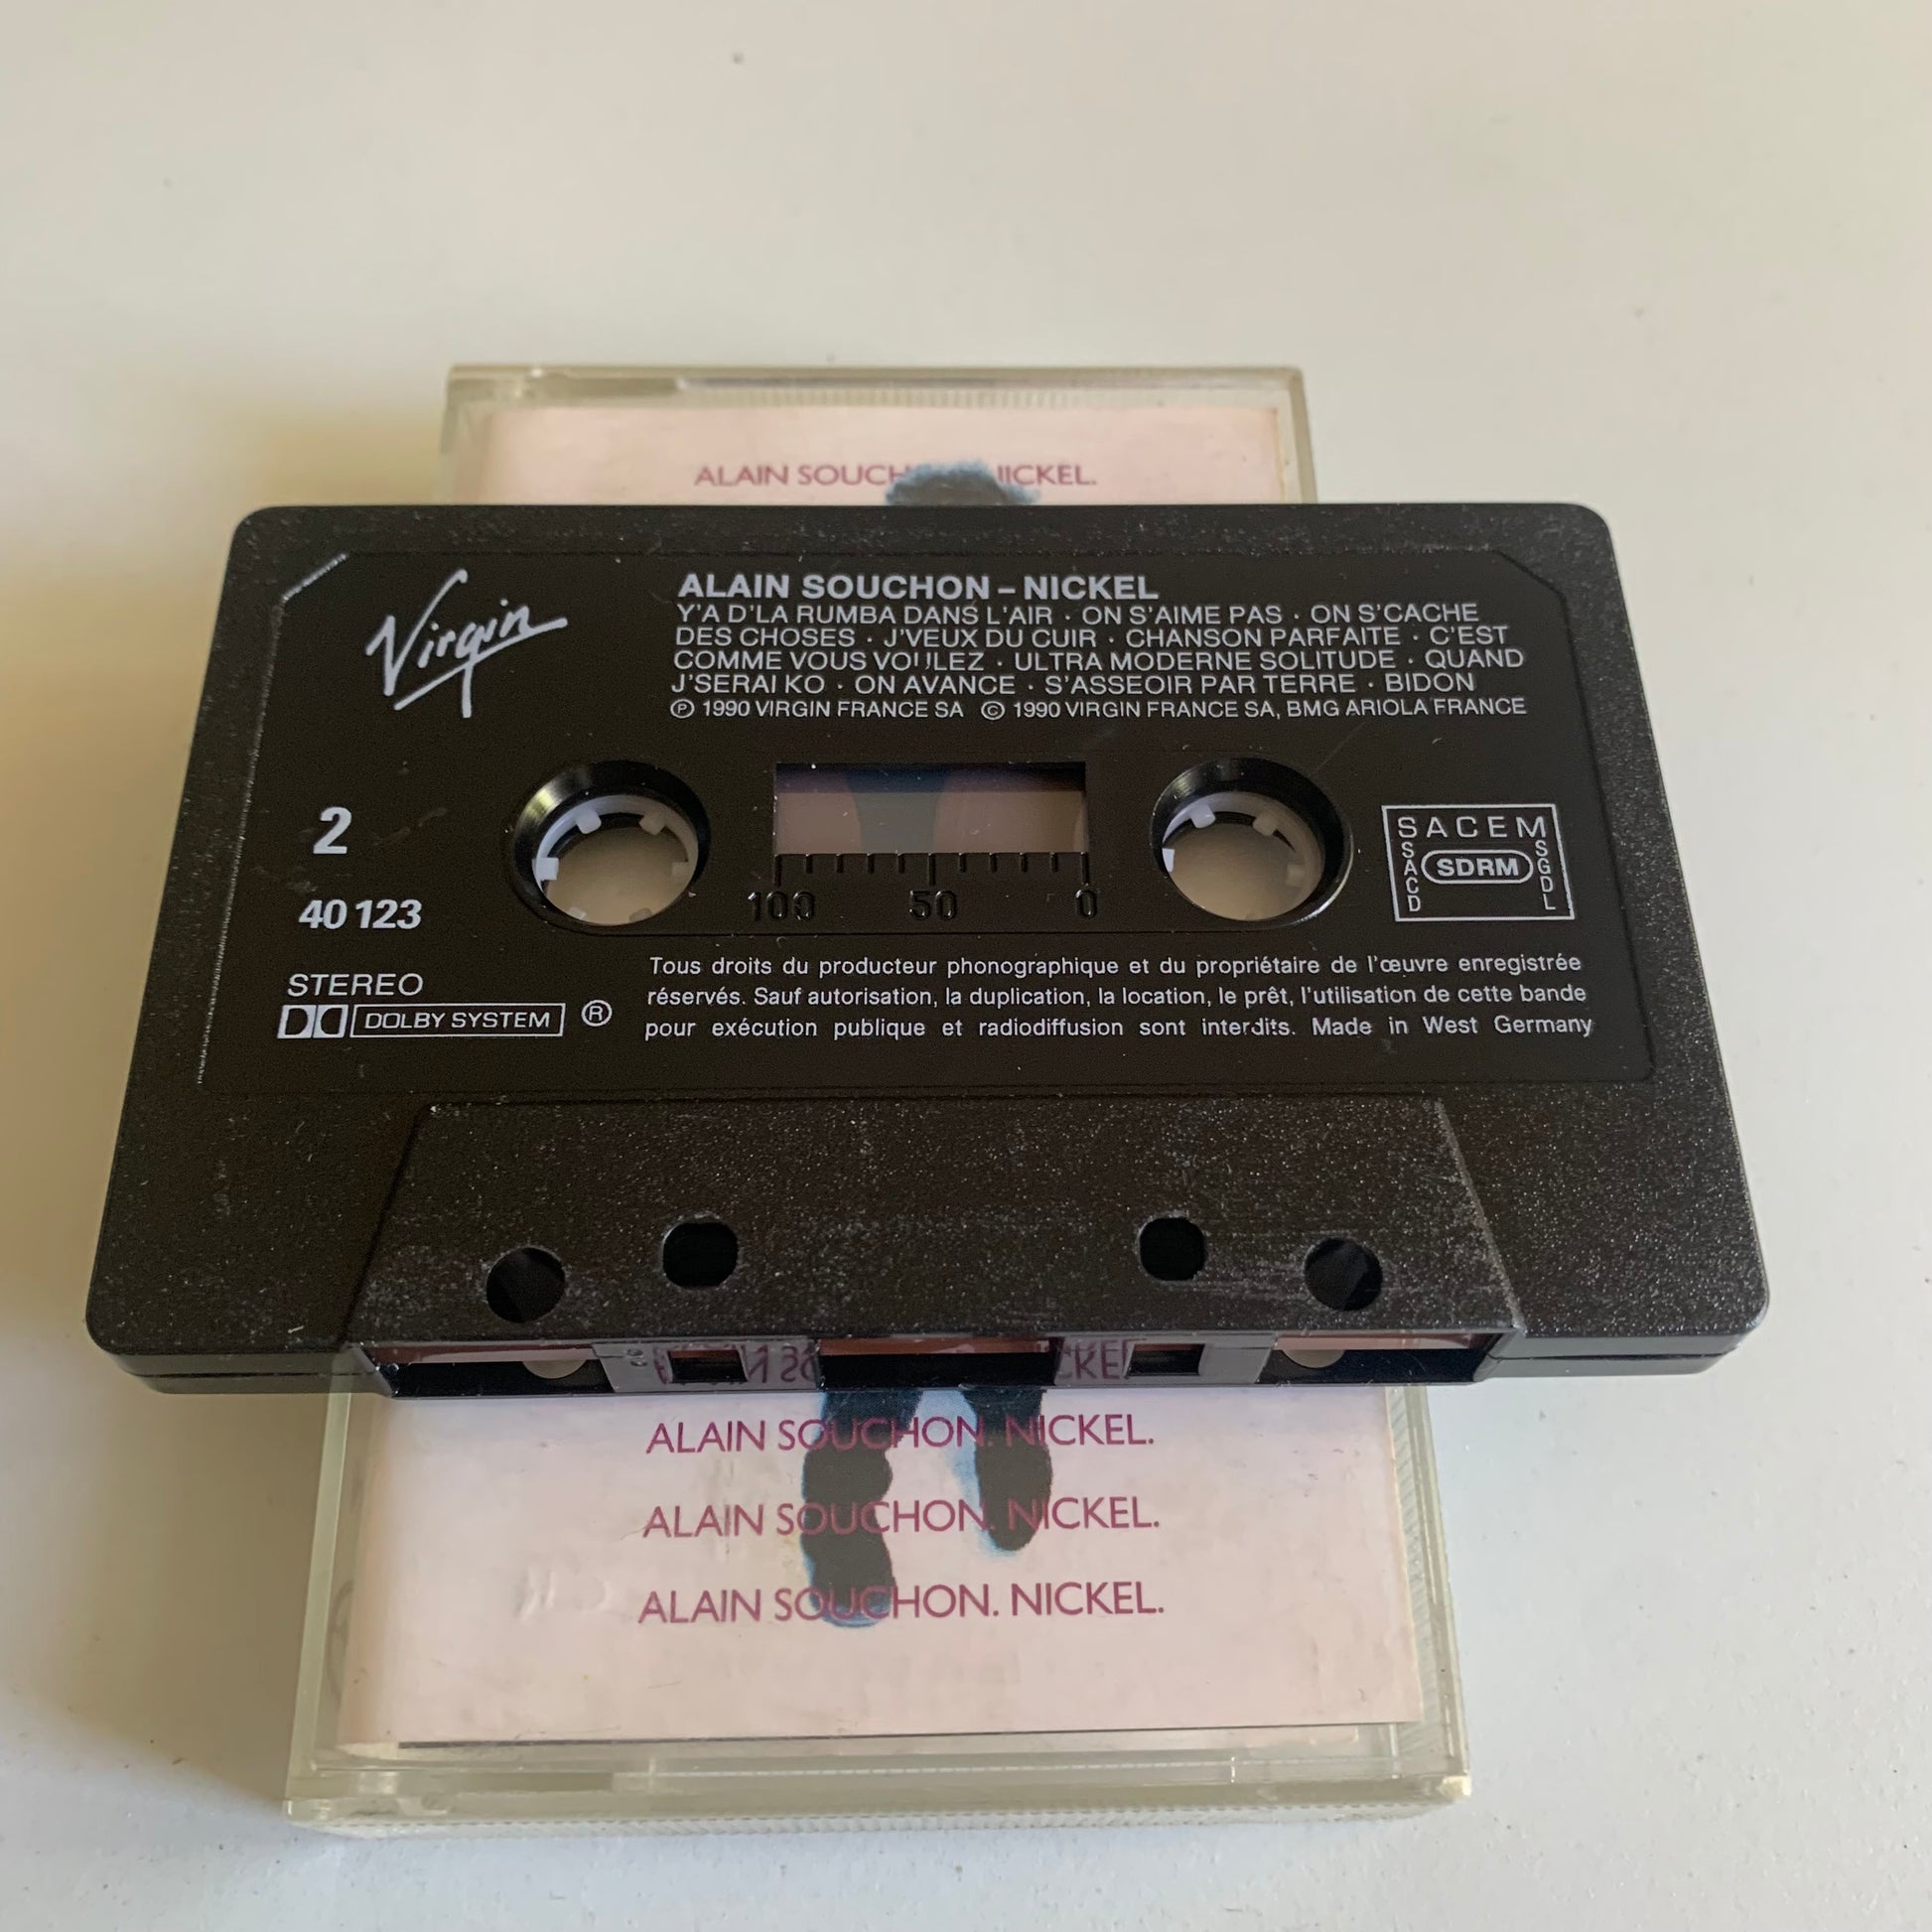 ALAIN SOUCH NICKEL.
Virgin
ALAIN SOUCHON – NICKEL
Y'A D'LA RUMBA DANS L'AIR · ON S'AIME PAS · ON S'CACHE
DES CHOSES · J'VEUX DU CUIR · CHANSON PARFAITE · C'EST
COMME VOUS VOULEZ · ULTRA MODERNE SOLITUDE · QUAND
J'SERAI KO · ON AVANCE · S'ASSEOIR PAR TERRE · BIDON
Ⓟ 1990 VIRGIN FRANCE SA © 1990 VIRGIN FRANCE SA, BMG ARIOLA FRANCE
2
40 123
100 50 0
SACEM
SACD
SDRM
SGDL
STEREO
DOLBY SYSTEM ®
Tous droits du producteur phonographique et du propriétaire de l'œuvre enregistrée
réservés. Sauf autorisation, la duplication, la location, le prêt, l'utilisation de cette bande
pour exécution publique et radiodiffusion sont interdits. Made in West Germany
ALAIN SOUCHON. NICKEL.
ALAIN SOUCHON. NICKEL.
ALAIN SOUCHON. NICKEL.